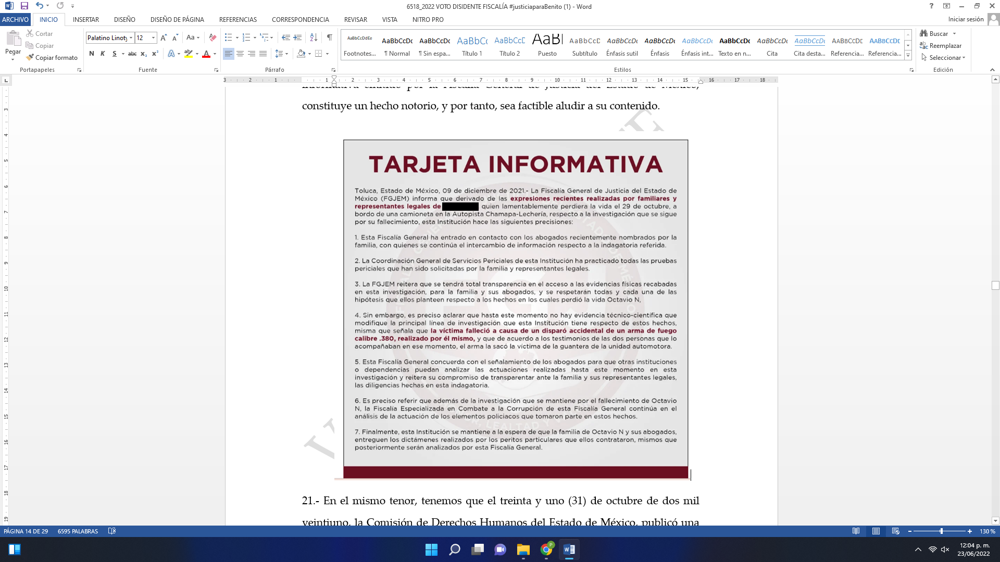 6518_2022 VOTO DISIDENTE FISCALÍA #justiciaparaBenito (1) - Word
ARCHIVO INICIO INSERTAR DISEÑO DISEÑO DE PÁGINA REFERENCIAS CORRESPONDENCIA REVISAR VISTA NITRO PRO Iniciar sesión
Pegar
Cortar
Copiar
Copiar formato
Portapapeles
Palatino Linoty 12
N K S abc x₂ x²
Fuente
Párrafo
AaBbCcDdEe AaBbCcDc AaBbCcDc AaBbCc AaBbCcE AaBl AaBbCcD AaBbCcDc AaBbCcDc AaBbCcDc AaBbCcDc AaBbCcDc AaBbCcDc AaBbCcDc AaBbCcDc
Footnotes... ¶ Normal ¶ Sin espa... Título 1 Título 2 Puesto Subtítulo Énfasis sutil Énfasis Énfasis int... Texto en n... Cita Cita desta... Referencia... Referencia...
Estilos
Buscar
Reemplazar
Seleccionar
Edición
3 2 1 1 2 3 4 5 6 7 8 9 10 11 12 13 14 15 16 17 18
informativa emitido por la Fiscalía General de Justicia del Estado de México,
constituye un hecho notorio, y por tanto, sea factible aludir a su contenido.
TARJETA INFORMATIVA
Toluca, Estado de México, 09 de diciembre de 2021.- La Fiscalía General de Justicia del Estado de
México (FGJEM) informa que derivado de las expresiones recientes realizadas por familiares y
representantes legales de quien lamentablemente perdiera la vida el 29 de octubre, a
bordo de una camioneta en la Autopista Chamapa-Lechería, respecto a la investigación que se sigue
por su fallecimiento, esta Institución hace las siguientes precisiones:
1. Esta Fiscalía General ha entrado en contacto con los abogados recientemente nombrados por la
familia, con quienes se continúa el intercambio de información respecto a la indagatoria referida.
2. La Coordinación General de Servicios Periciales de esta Institución ha practicado todas las pruebas
periciales que han sido solicitadas por la familia y representantes legales.
3. La FGJEM reitera que se tendrá total transparencia en el acceso a las evidencias físicas recabadas
en esta investigación, para la familia y sus abogados, y se respetarán todas y cada una de las
hipótesis que ellos planteen respecto a los hechos en los cuales perdió la vida Octavio N,
4. Sin embargo, es preciso aclarar que hasta este momento no hay evidencia técnico-científica que
modifique la principal línea de investigación que esta Institución tiene respecto de estos hechos,
misma que señala que la víctima falleció a causa de un disparó accidental de un arma de fuego
calibre .380, realizado por él mismo, y que de acuerdo a los testimonios de las dos personas que lo
acompañaban en ese momento, el arma la sacó la víctima de la guantera de la unidad automotora.
5. Esta Fiscalía General concuerda con el señalamiento de los abogados para que otras instituciones
o dependencias puedan analizar las actuaciones realizadas hasta este momento en esta
investigación y reitera su compromiso de transparentar ante la familia y sus representantes legales,
las diligencias hechas en esta indagatoria.
6. Es preciso referir que además de la investigación que se mantiene por el fallecimiento de Octavio
N, la Fiscalía Especializada en Combate a la Corrupción de esta Fiscalía General continúa en el
análisis de la actuación de los elementos policiacos que tomaron parte en estos hechos.
7. Finalmente, esta Institución se mantiene a la espera de que la familia de Octavio N y sus abogados,
entreguen los dictámenes realizados por los peritos particulares que ellos contrataron, mismos que
posteriormente serán analizados por esta Fiscalía General.
21.- En el mismo tenor, tenemos que el treinta y uno (31) de octubre de dos mil
veintiuno, la Comisión de Derechos Humanos del Estado de México, publicó una
PÁGINA 14 DE 29 6595 PALABRAS 130 %
12:04 p. m.
23/06/2022